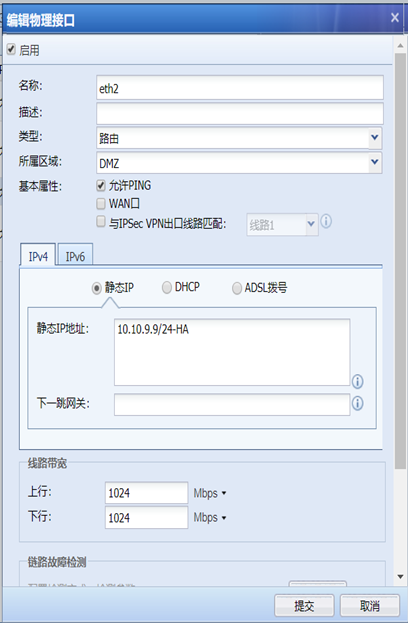 编辑物理接口
启用
名称： eth2
描述：
类型： 路由
所属区域： DMZ
基本属性： 允许PING
WAN口
与IPSec VPN出口线路匹配： 线路1
IPv4 IPv6
静态IP DHCP ADSL拨号
静态IP地址： 10.10.9.9/24-HA
下一跳网关：
线路带宽
上行： 1024 Mbps
下行： 1024 Mbps
链路故障检测
提交 取消